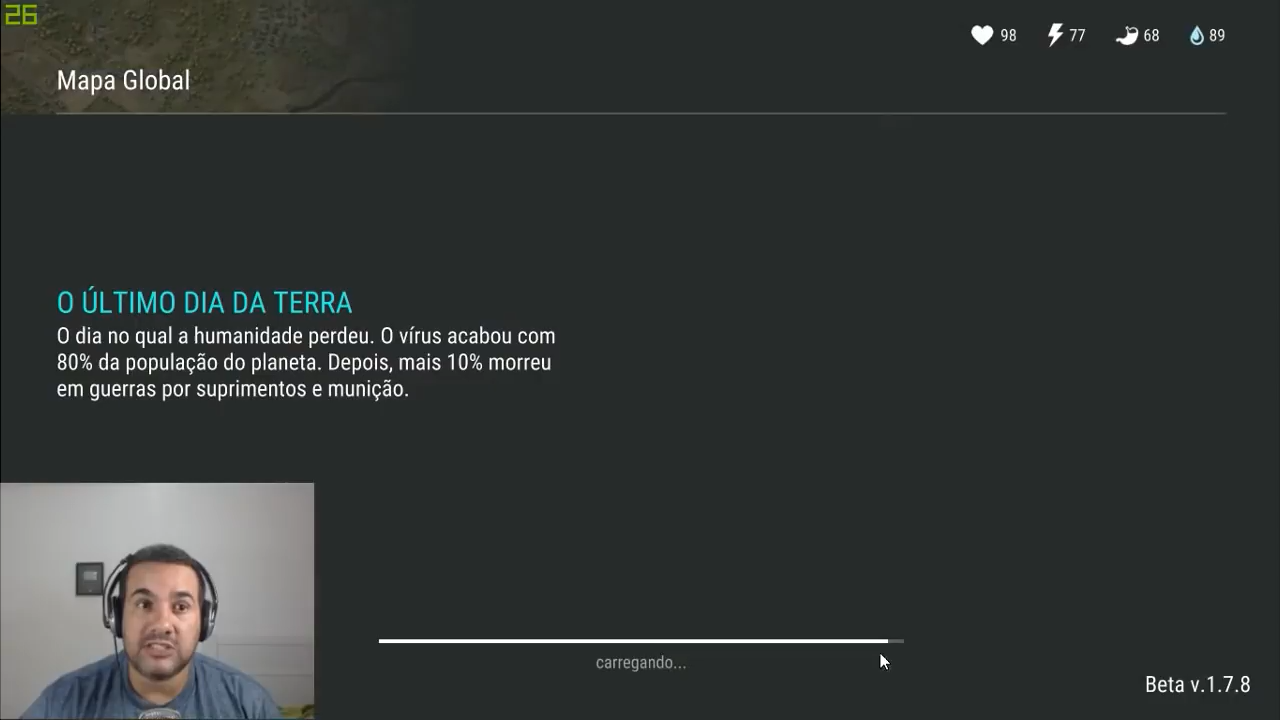 26
98 77 68 89
Mapa Global
O ÚLTIMO DIA DA TERRA
O dia no qual a humanidade perdeu. O vírus acabou com
80% da população do planeta. Depois, mais 10% morreu
em guerras por suprimentos e munição.
carregando...
Beta v.1.7.8